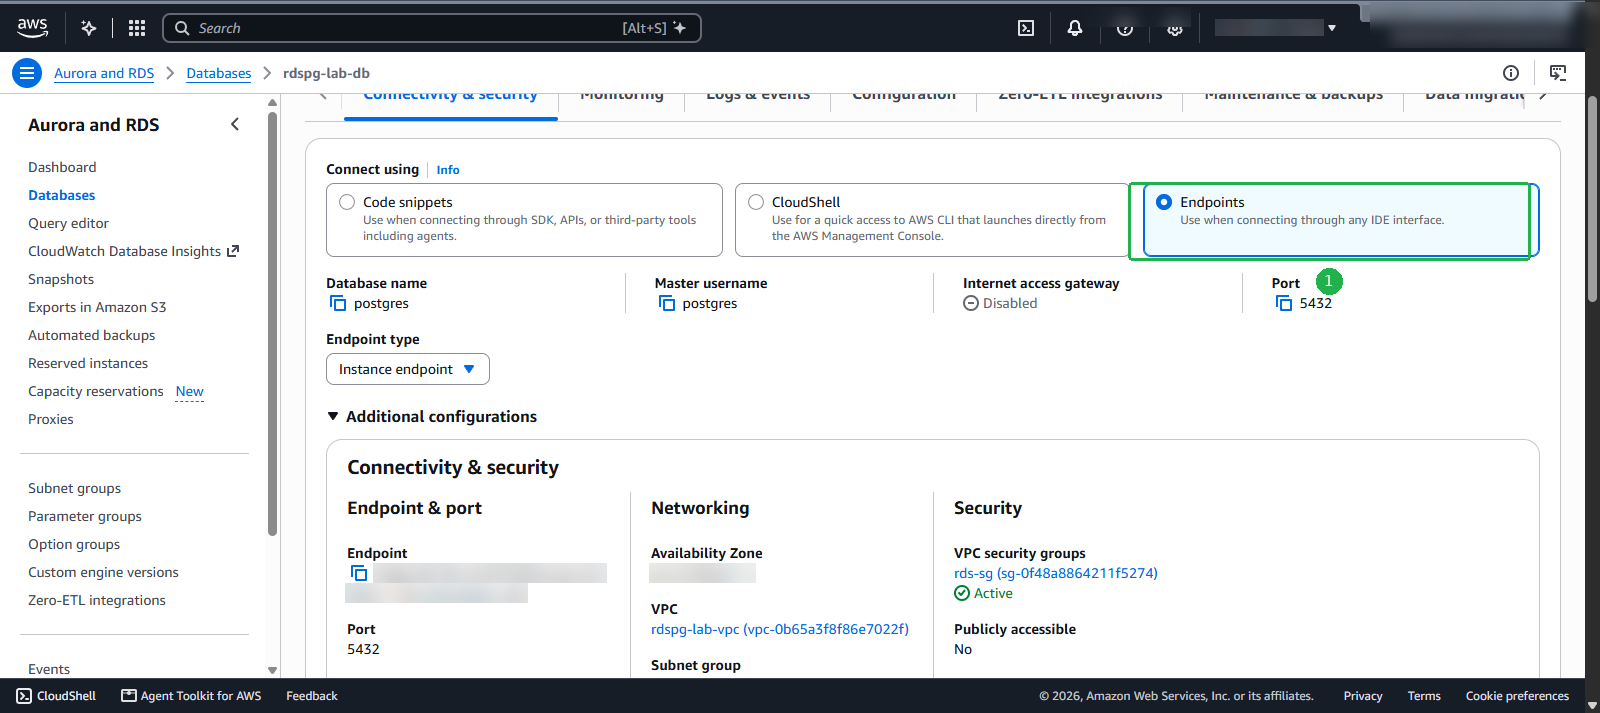 aws
Search
[Alt+S]
Aurora and RDS
Databases
rdspg-lab-db
Connectivity & security
Monitoring
Logs & events
Configuration
Zero-ETL integrations
Maintenance & backups
Data migratic
Aurora and RDS
Dashboard
Databases
Query editor
CloudWatch Database Insights
Snapshots
Exports in Amazon S3
Automated backups
Reserved instances
Capacity reservations New
Proxies
Subnet groups
Parameter groups
Option groups
Custom engine versions
Zero-ETL integrations
Events
Connect using Info
Code snippets
Use when connecting through SDK, APIs, or third-party tools
including agents.
CloudShell
Use for a quick access to AWS CLI that launches directly from
the AWS Management Console.
Endpoints
Use when connecting through any IDE interface.
1
Database name
postgres
Master username
postgres
Internet access gateway
Disabled
Port
5432
Endpoint type
Instance endpoint
Additional configurations
Connectivity & security
Endpoint & port
Endpoint
Port
5432
Networking
Availability Zone
VPC
rdspg-lab-vpc (vpc-0b65a3f8f86e7022f)
Subnet group
Security
VPC security groups
rds-sg (sg-0f48a8864211f5274)
Active
Publicly accessible
No
CloudShell
Agent Toolkit for AWS
Feedback
© 2026, Amazon Web Services, Inc. or its affiliates.
Privacy
Terms
Cookie preferences